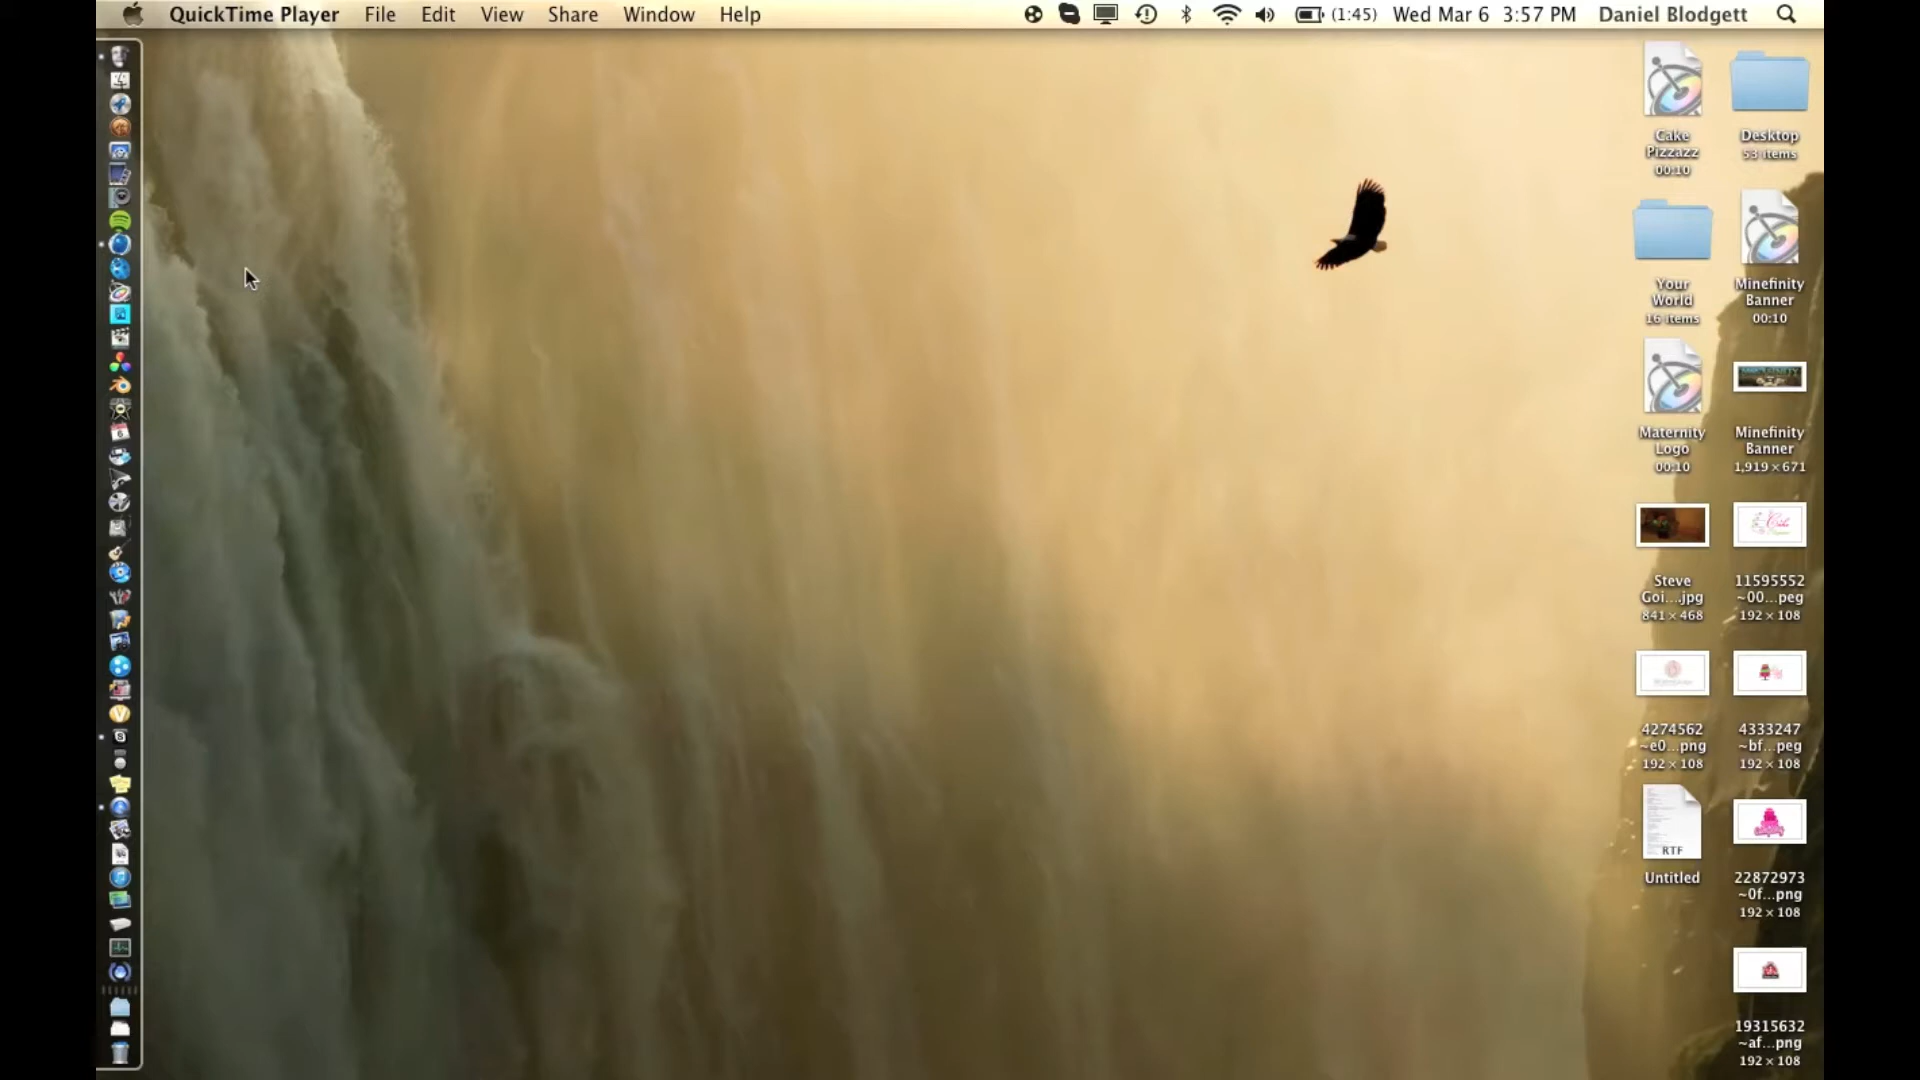 QuickTime Player File Edit View Share Window Help (1:45) Wed Mar 6 3:57 PM Daniel Blodgett
Cake
Pizzazz
00:10
Desktop
53 items
Your
World
16 items
Minefinity
Banner
00:10
Maternity
Logo
00:10
Minefinity
Banner
1,919 × 671
Steve
Goi....jpg
841 × 468
11595552
~00...peg
192 × 108
4274562
~e0...png
192 × 108
4333247
~bf...peg
192 × 108
RTF
Untitled
22872973
~0f...png
192 × 108
19315632
~af...png
192 × 108